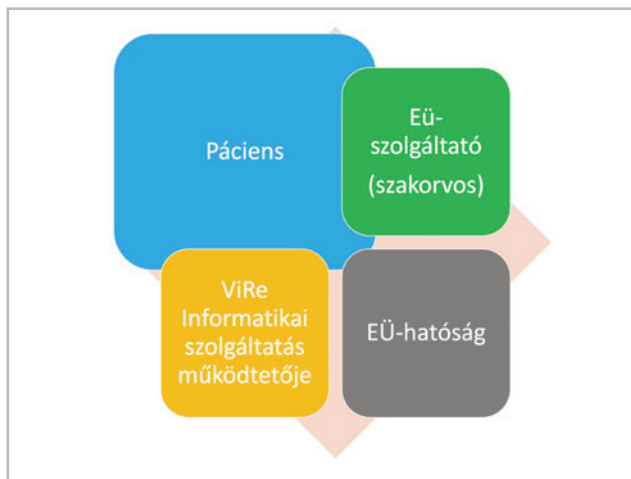 Páciens
Eü-
szolgáltató
(szakorvos)
ViRe
Informatikai
szolgáltatás
működtetője
EÜ-hatóság